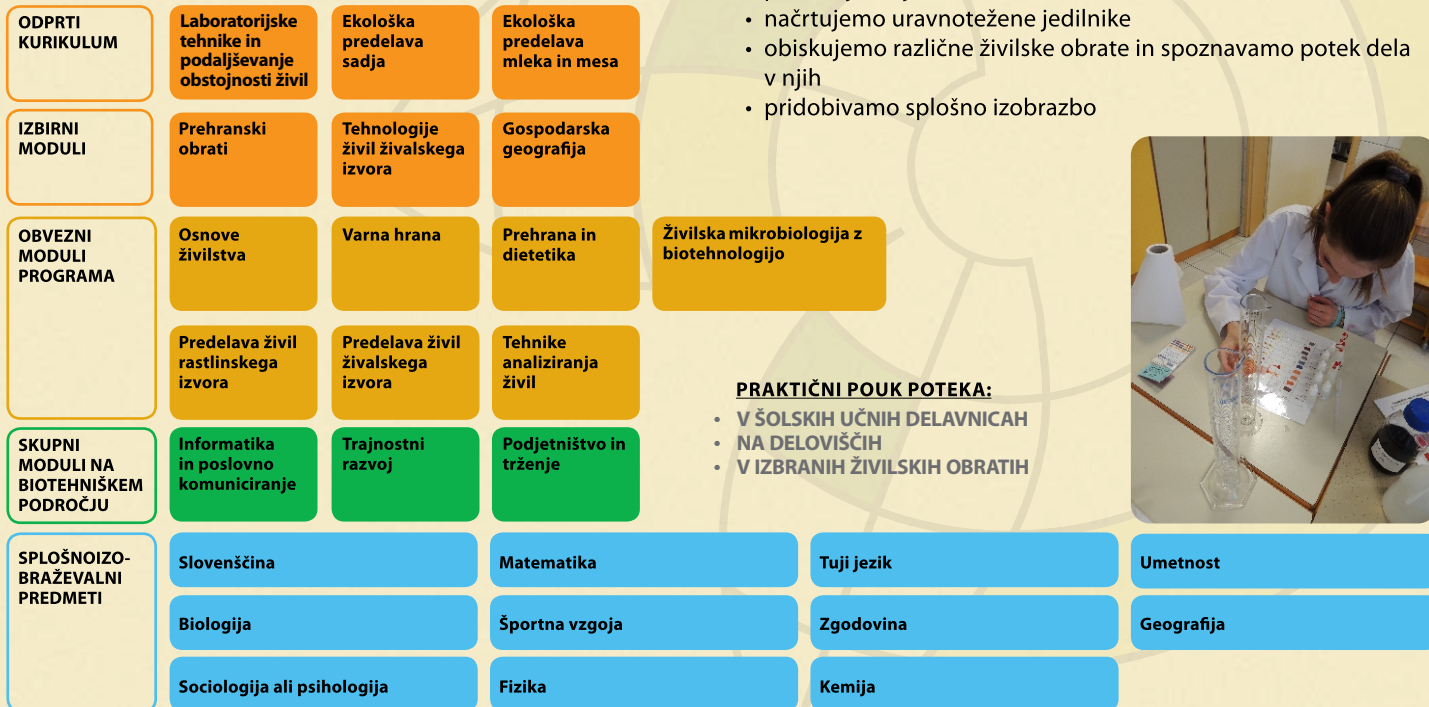 ODPRTI
KURIKULUM
Laboratorijske
tehnike in
podaljševanje
obstojnosti živil
Ekološka
predelava
sadja
Ekološka
predelava
mleka in mesa
IZBIRNI
MODULI
Prehranski
obrati
Tehnologije
živil živalskega
izvora
Gospodarska
geografija
OBVEZNI
MODULI
PROGRAMA
Osnove
živilstva
Varna hrana
Prehrana in
dietetika
Živilska mikrobiologija z
biotehnologijo
Predelava živil
rastlinskega
izvora
Predelava živil
živalskega
izvora
Tehnike
analiziranja
živil
SKUPNI
MODULI NA
BIOTEHNIŠKEM
PODROČJU
Informatika
in poslovno
komuniciranje
Trajnostni
razvoj
Podjetništvo in
trženje
SPLOŠNOIZO-
BRAŽEVALNI
PREDMETI
Slovenščina
Matematika
Tuji jezik
Umetnost
Biologija
Športna vzgoja
Zgodovina
Geografija
Sociologija ali psihologija
Fizika
Kemija
• načrtujemo uravnotežene jedilnike
• obiskujemo različne živilske obrate in spoznavamo potek dela
v njih
• pridobivamo splošno izobrazbo
PRAKTIČNI POUK POTEKA:
• V ŠOLSKIH UČNIH DELAVNICAH
• NA DELOVIŠČIH
• V IZBRANIH ŽIVILSKIH OBRATIH